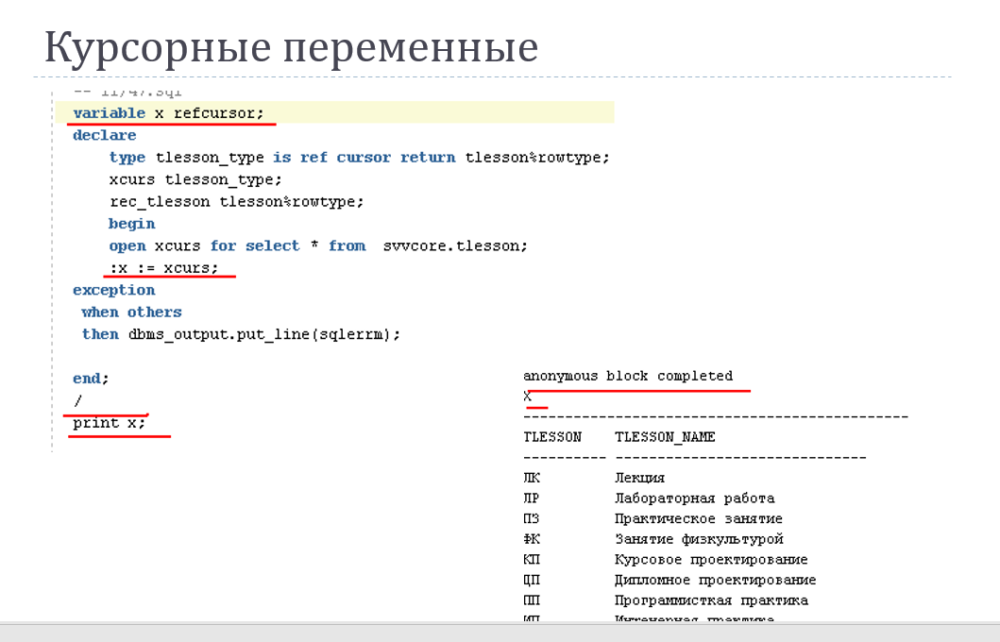 Курсорные переменные
-- 11/47.sql
variable x refcursor;
declare
type tlesson_type is ref cursor return tlesson%rowtype;
xcurs tlesson_type;
rec_tlesson tlesson%rowtype;
begin
open xcurs for select * from svvcore.tlesson;
:x := xcurs;
exception
when others
then dbms_output.put_line(sqlerrm);
end;
/
print x;
anonymous block completed
X
--------------------------------------------
TLESSON TLESSON_NAME
---------- ------------------------------
ЛК Лекция
ЛР Лабораторная работа
ПЗ Практическое занятие
ФК Занятие физкультурой
КП Курсовое проектирование
ДП Дипломное проектирование
ПП Программисткая практика
ИП Инженерная практика